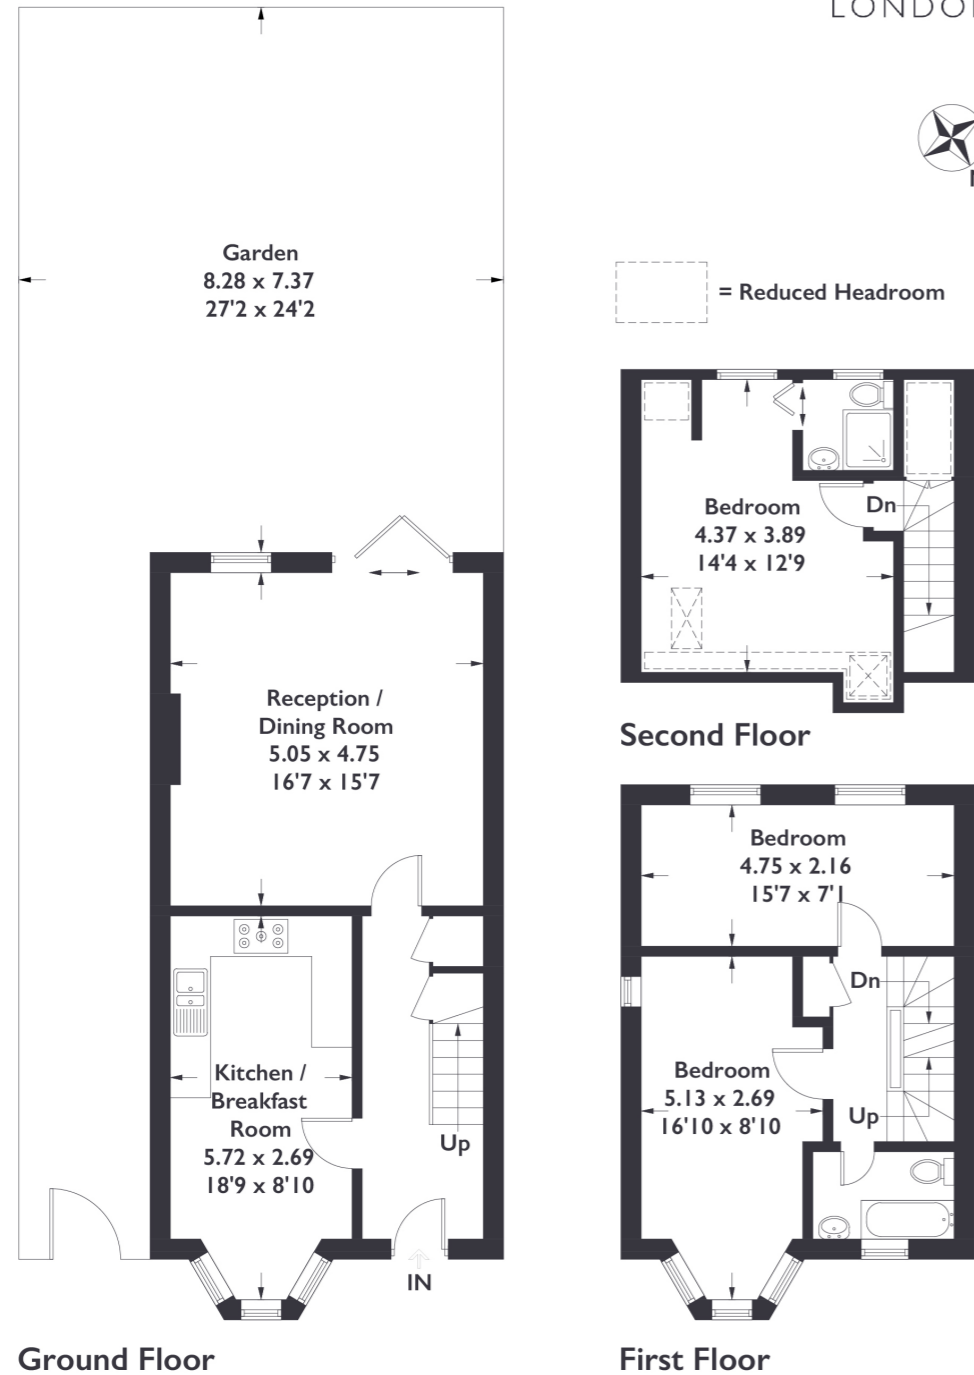 LONDO
Garden
8.28 x 7.37
27'2 x 24'2
= Reduced Headroom
Bedroom
4.37 x 3.89
14'4 x 12'9
Dn
Second Floor
Reception /
Dining Room
5.05 x 4.75
16'7 x 15'7
Kitchen /
Breakfast
Room
5.72 x 2.69
18'9 x 8'10
Up
IN
Ground Floor
Bedroom
4.75 x 2.16
15'7 x 7'1
Dn
Bedroom
5.13 x 2.69
16'10 x 8'10
Up
First Floor